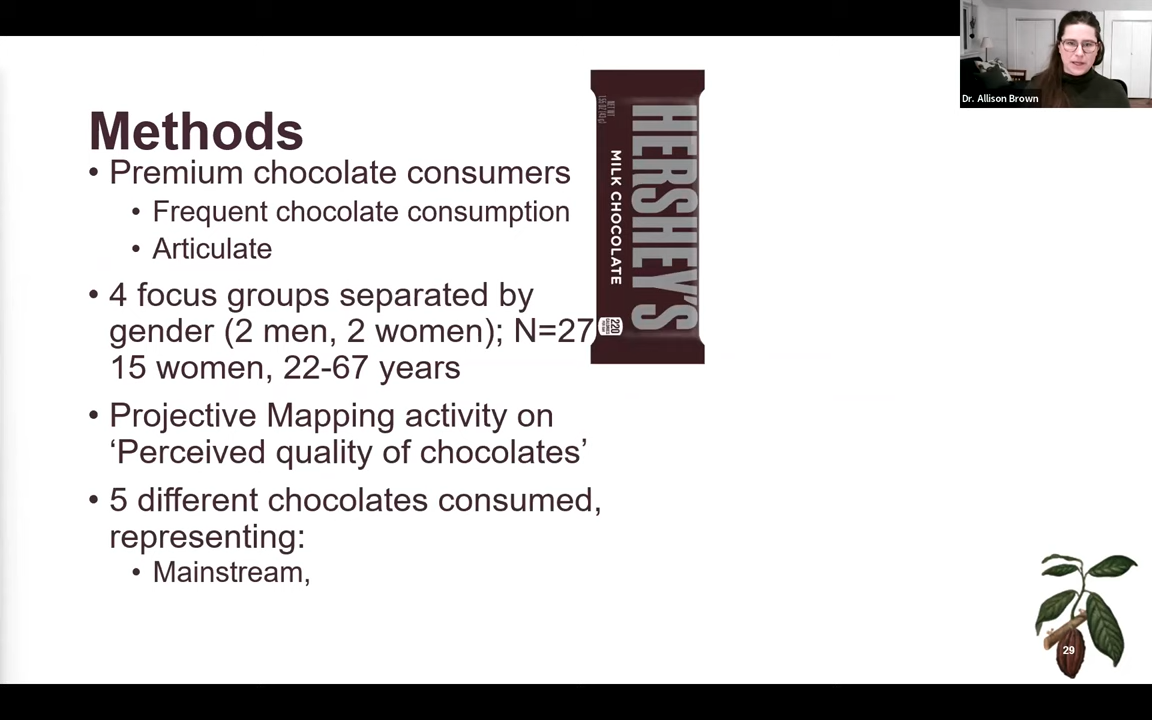 Methods
• Premium chocolate consumers
• Frequent chocolate consumption
• Articulate
• 4 focus groups separated by
gender (2 men, 2 women); N=27
15 women, 22-67 years
• Projective Mapping activity on
‘Perceived quality of chocolates’
• 5 different chocolates consumed,
representing:
• Mainstream,
HERSHEY'S
MILK CHOCOLATE
220
Dr. Allison Brown
29